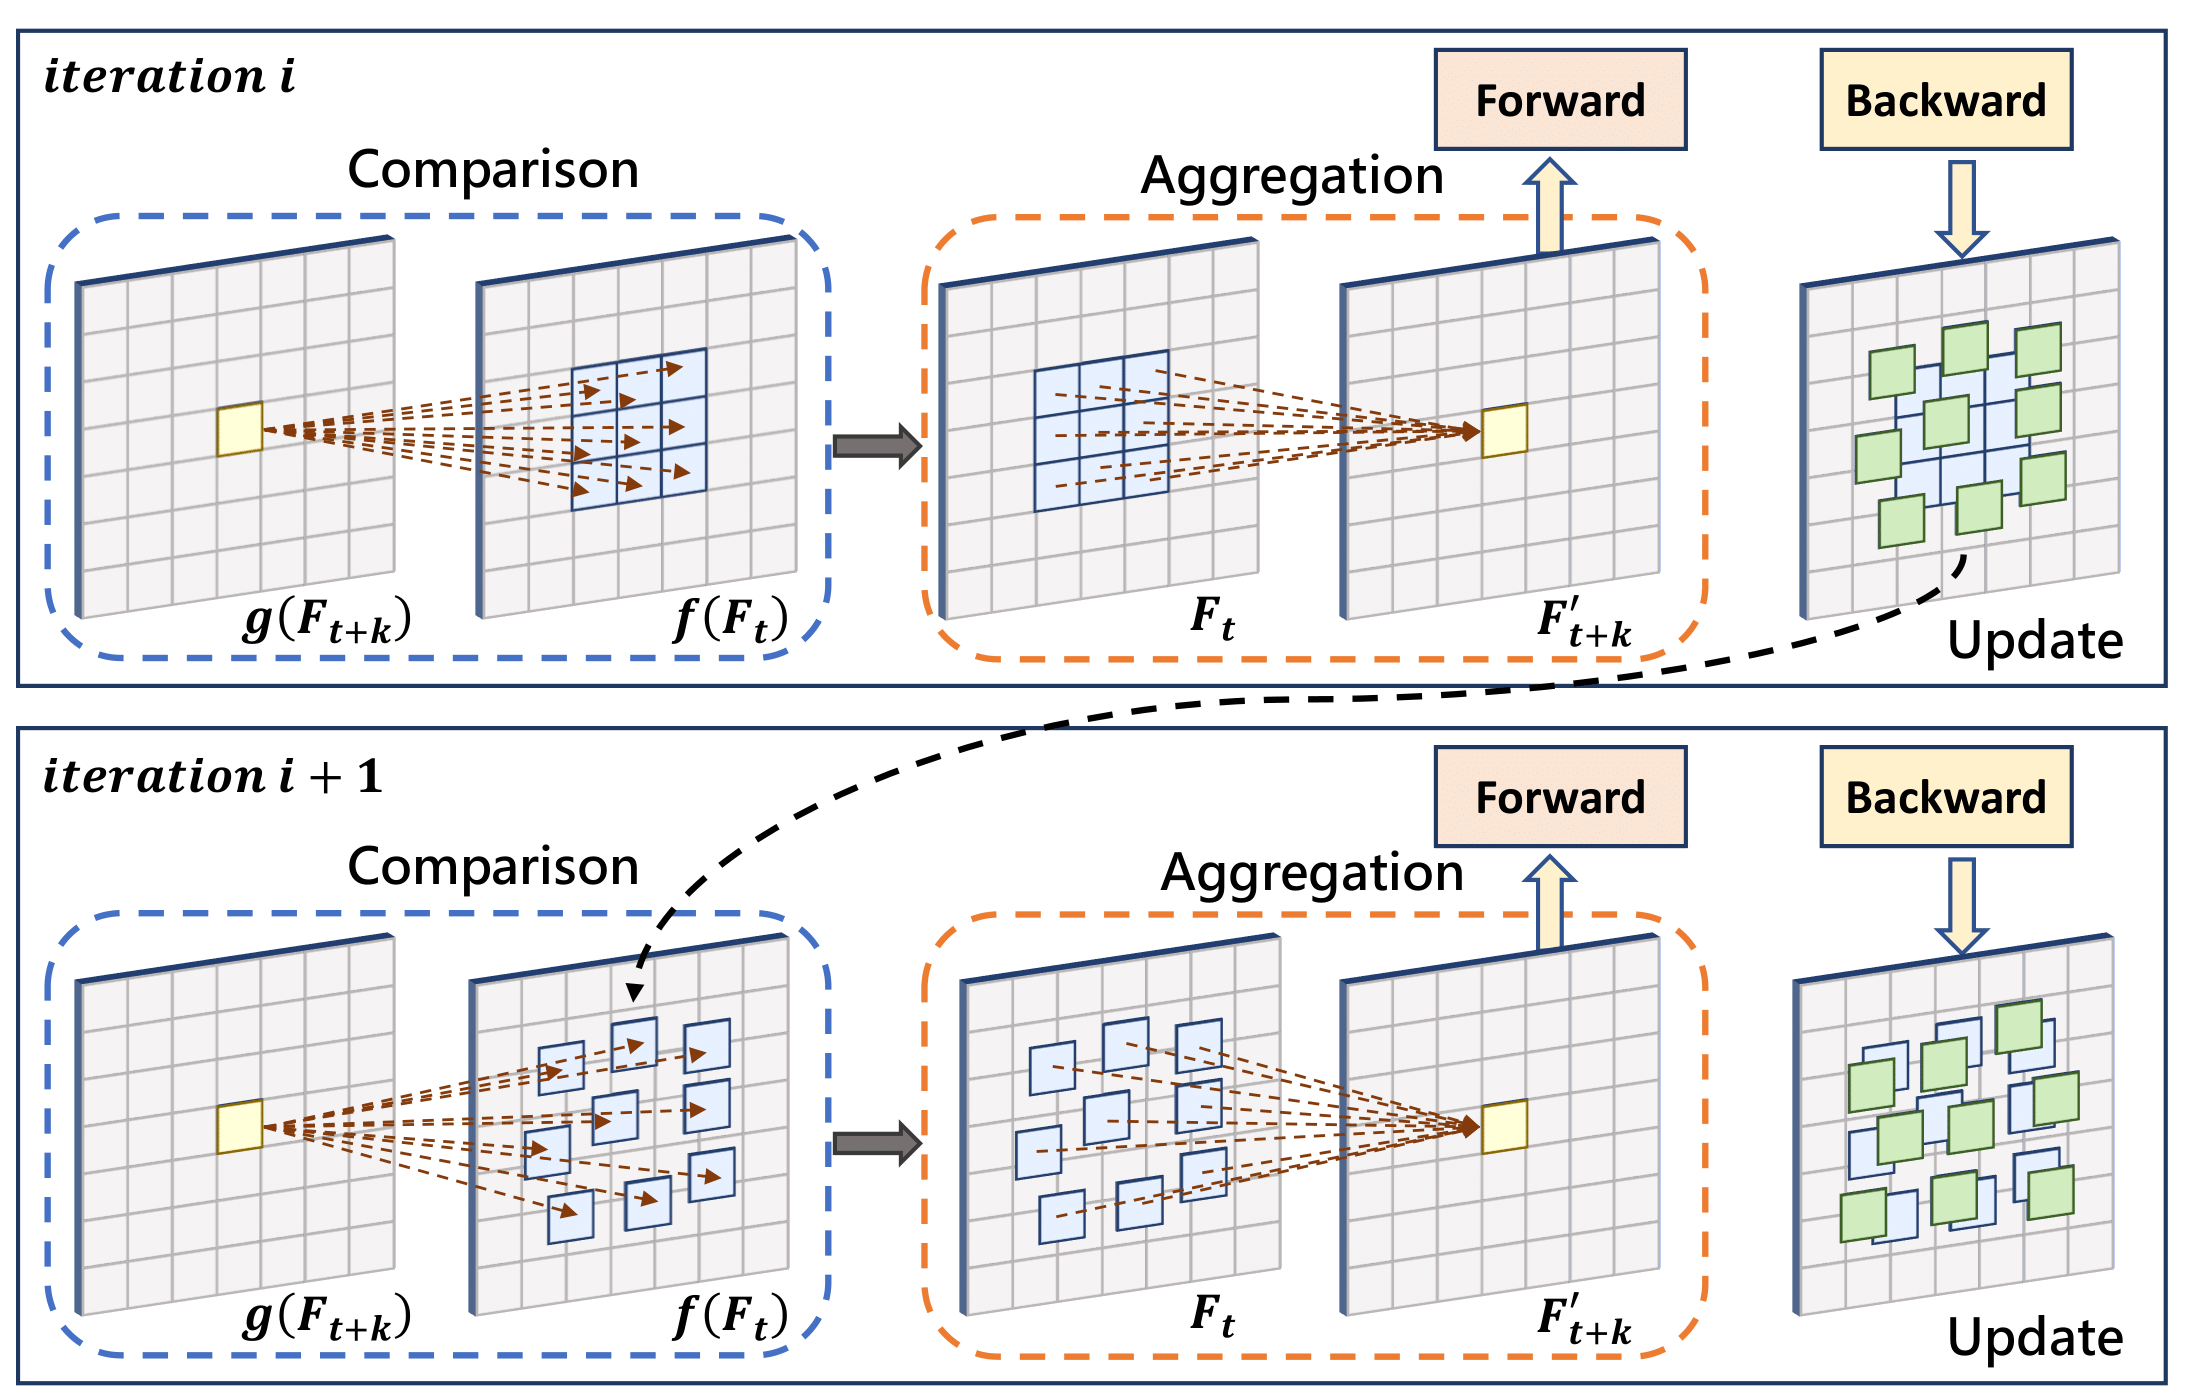 iteration i
Forward
Backward
Comparison
Aggregation
g(F_{t+k})
f(F_t)
F_t
F'_{t+k}
Update
iteration i + 1
Forward
Backward
Comparison
Aggregation
g(F_{t+k})
f(F_t)
F_t
F'_{t+k}
Update